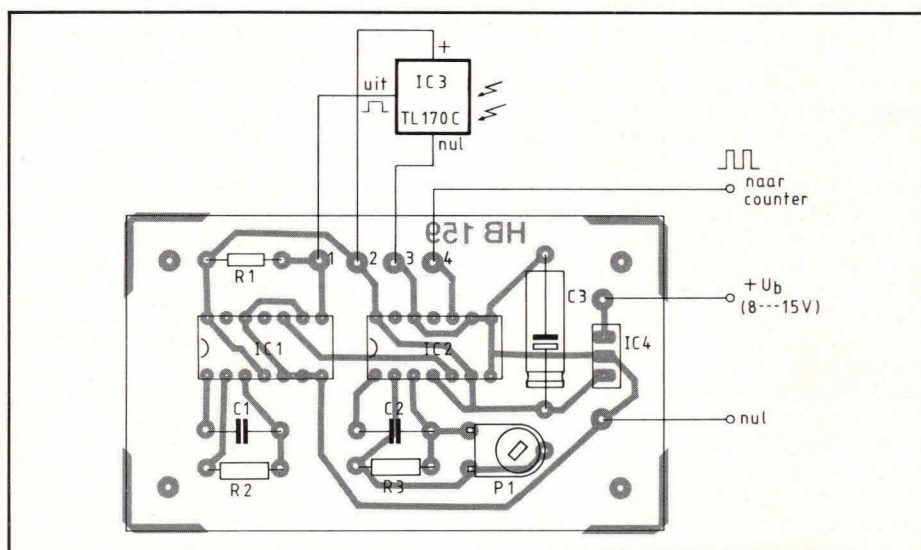 +
uit
IC3
TL170C
nul
naar
counter
HB 159
R1
1
2
3
4
C3
+Ub
(8---15V)
IC1
IC2
IC4
C1
C2
nul
R2
R3
P1